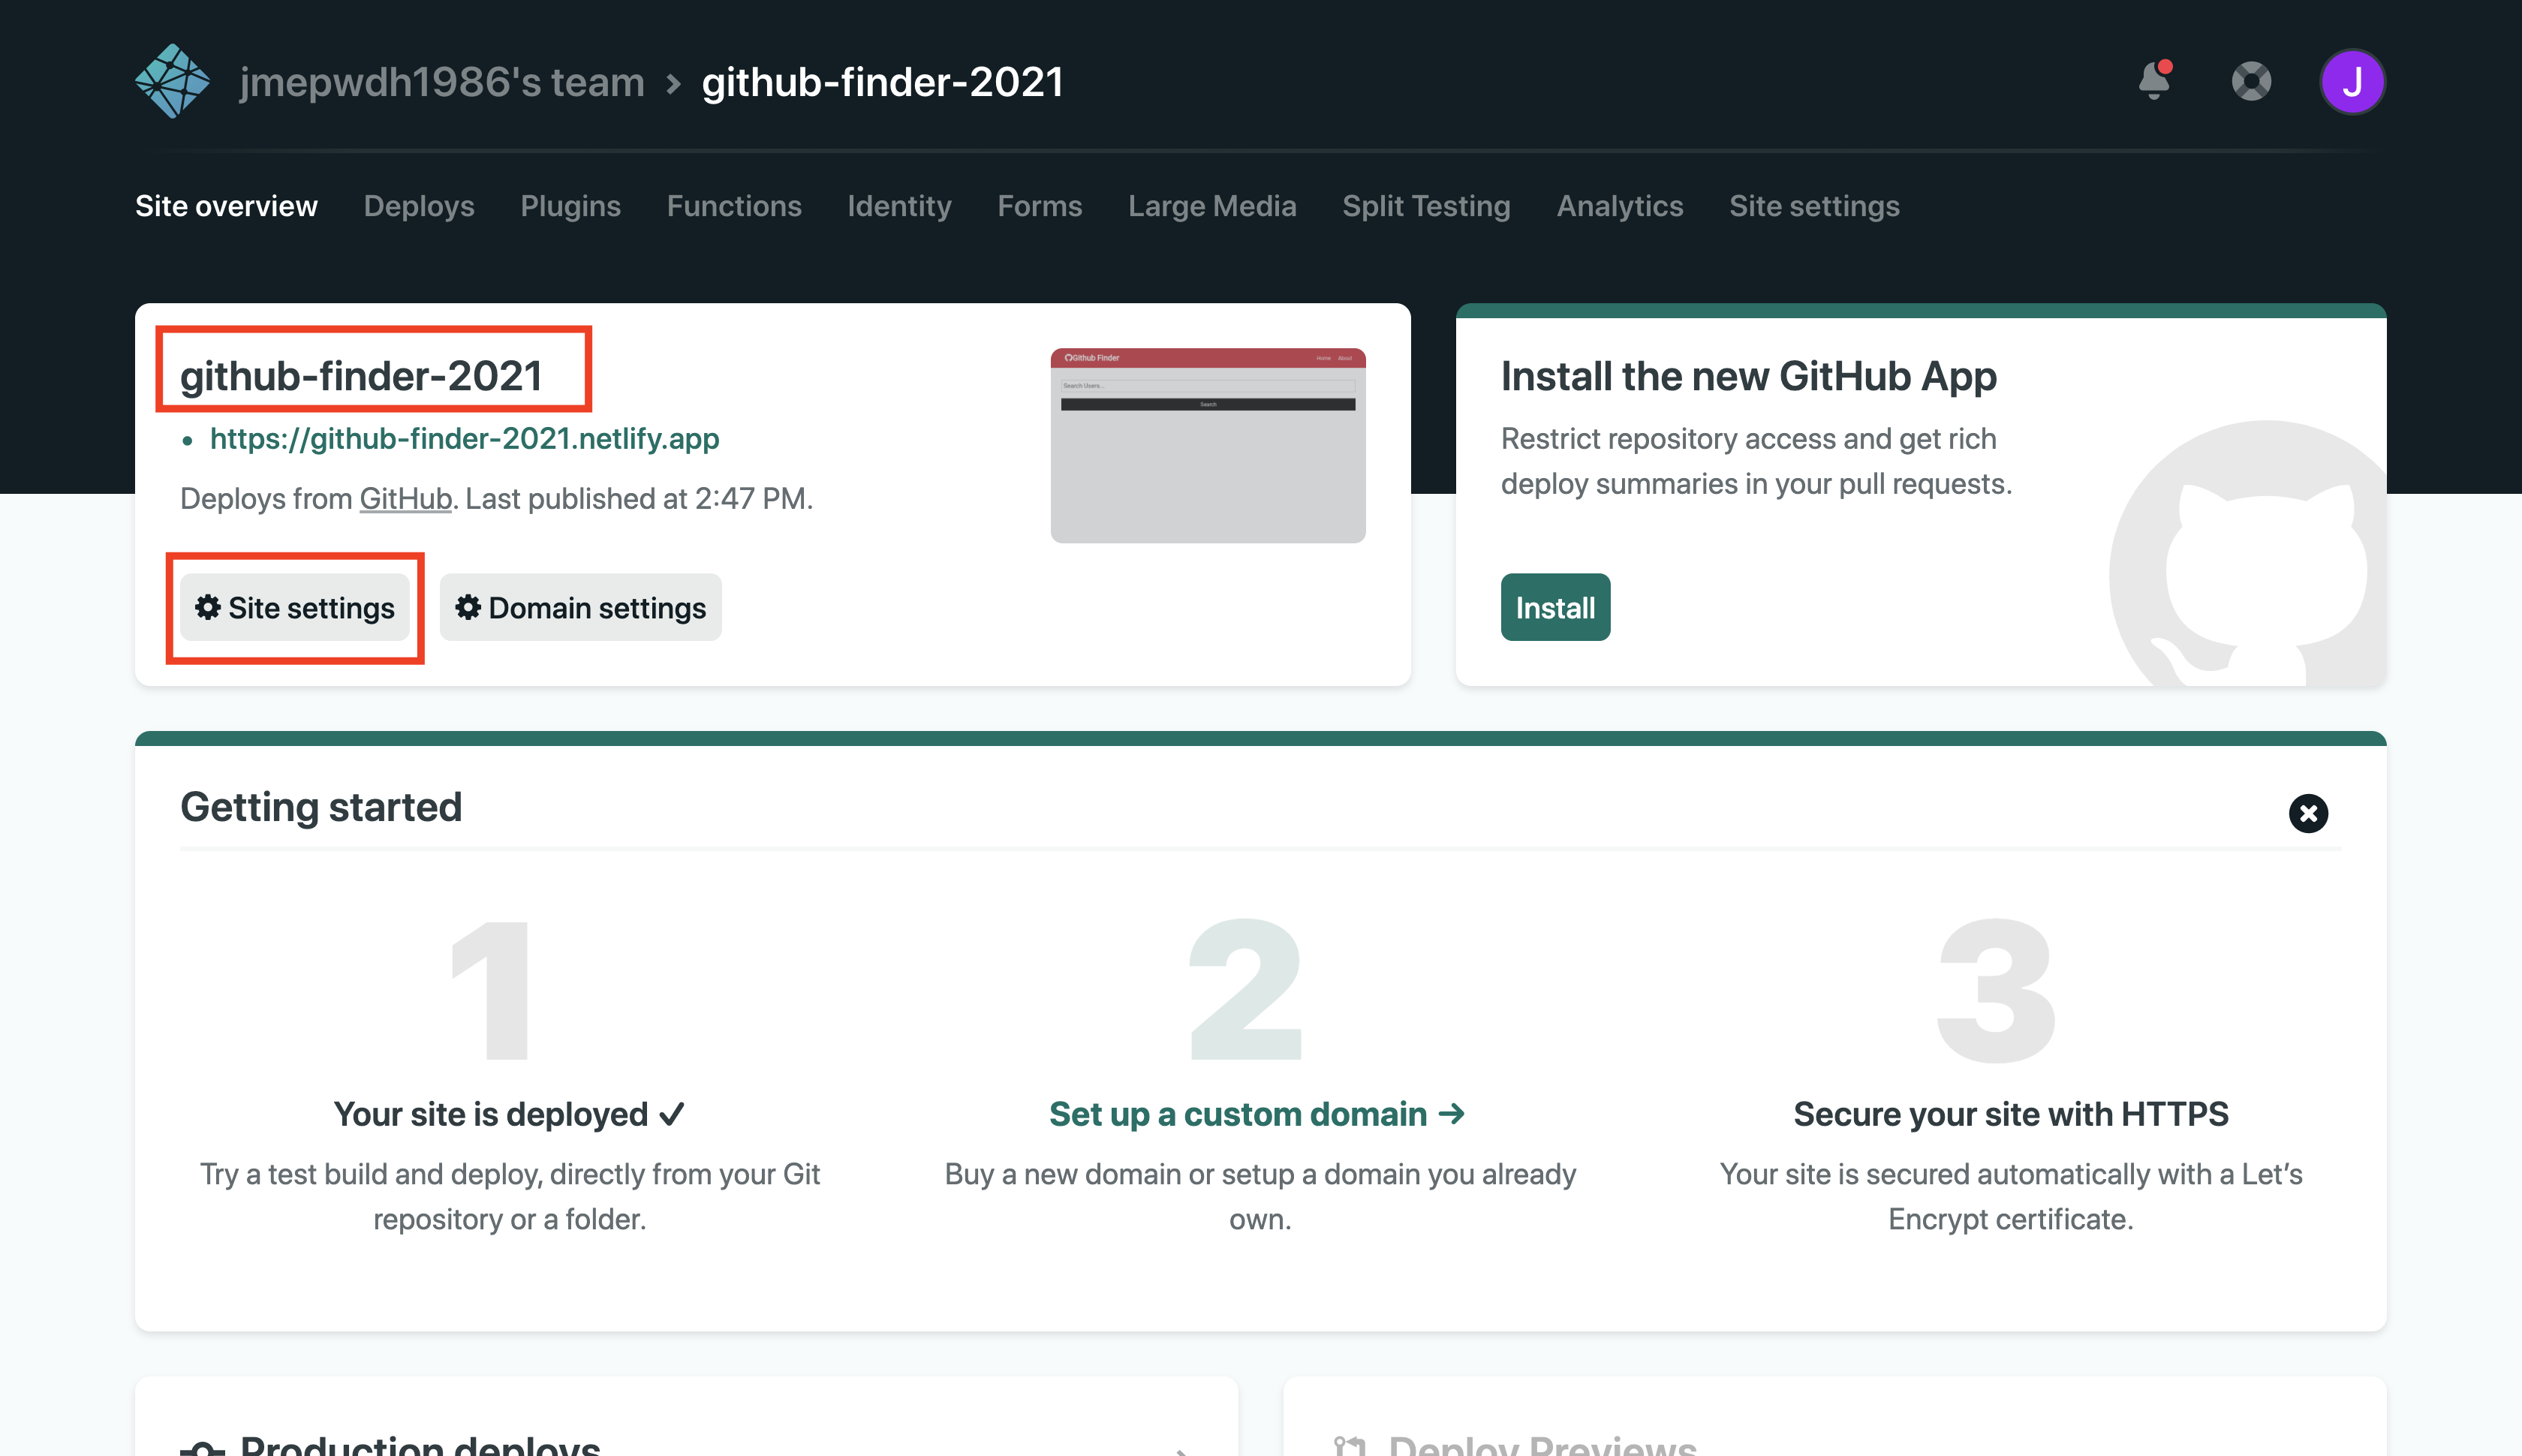 jmepwdh1986's team > github-finder-2021
J
Site overview Deploys Plugins Functions Identity Forms Large Media Split Testing Analytics Site settings
github-finder-2021
• https://github-finder-2021.netlify.app
Deploys from GitHub. Last published at 2:47 PM.
Site settings
Domain settings
Github Finder
Home About
Search Users...
Search
Install the new GitHub App
Restrict repository access and get rich
deploy summaries in your pull requests.
Install
Getting started
1
Your site is deployed ✓
Try a test build and deploy, directly from your Git
repository or a folder.
2
Set up a custom domain →
Buy a new domain or setup a domain you already
own.
3
Secure your site with HTTPS
Your site is secured automatically with a Let’s
Encrypt certificate.
Production deploys
Deploy Previews